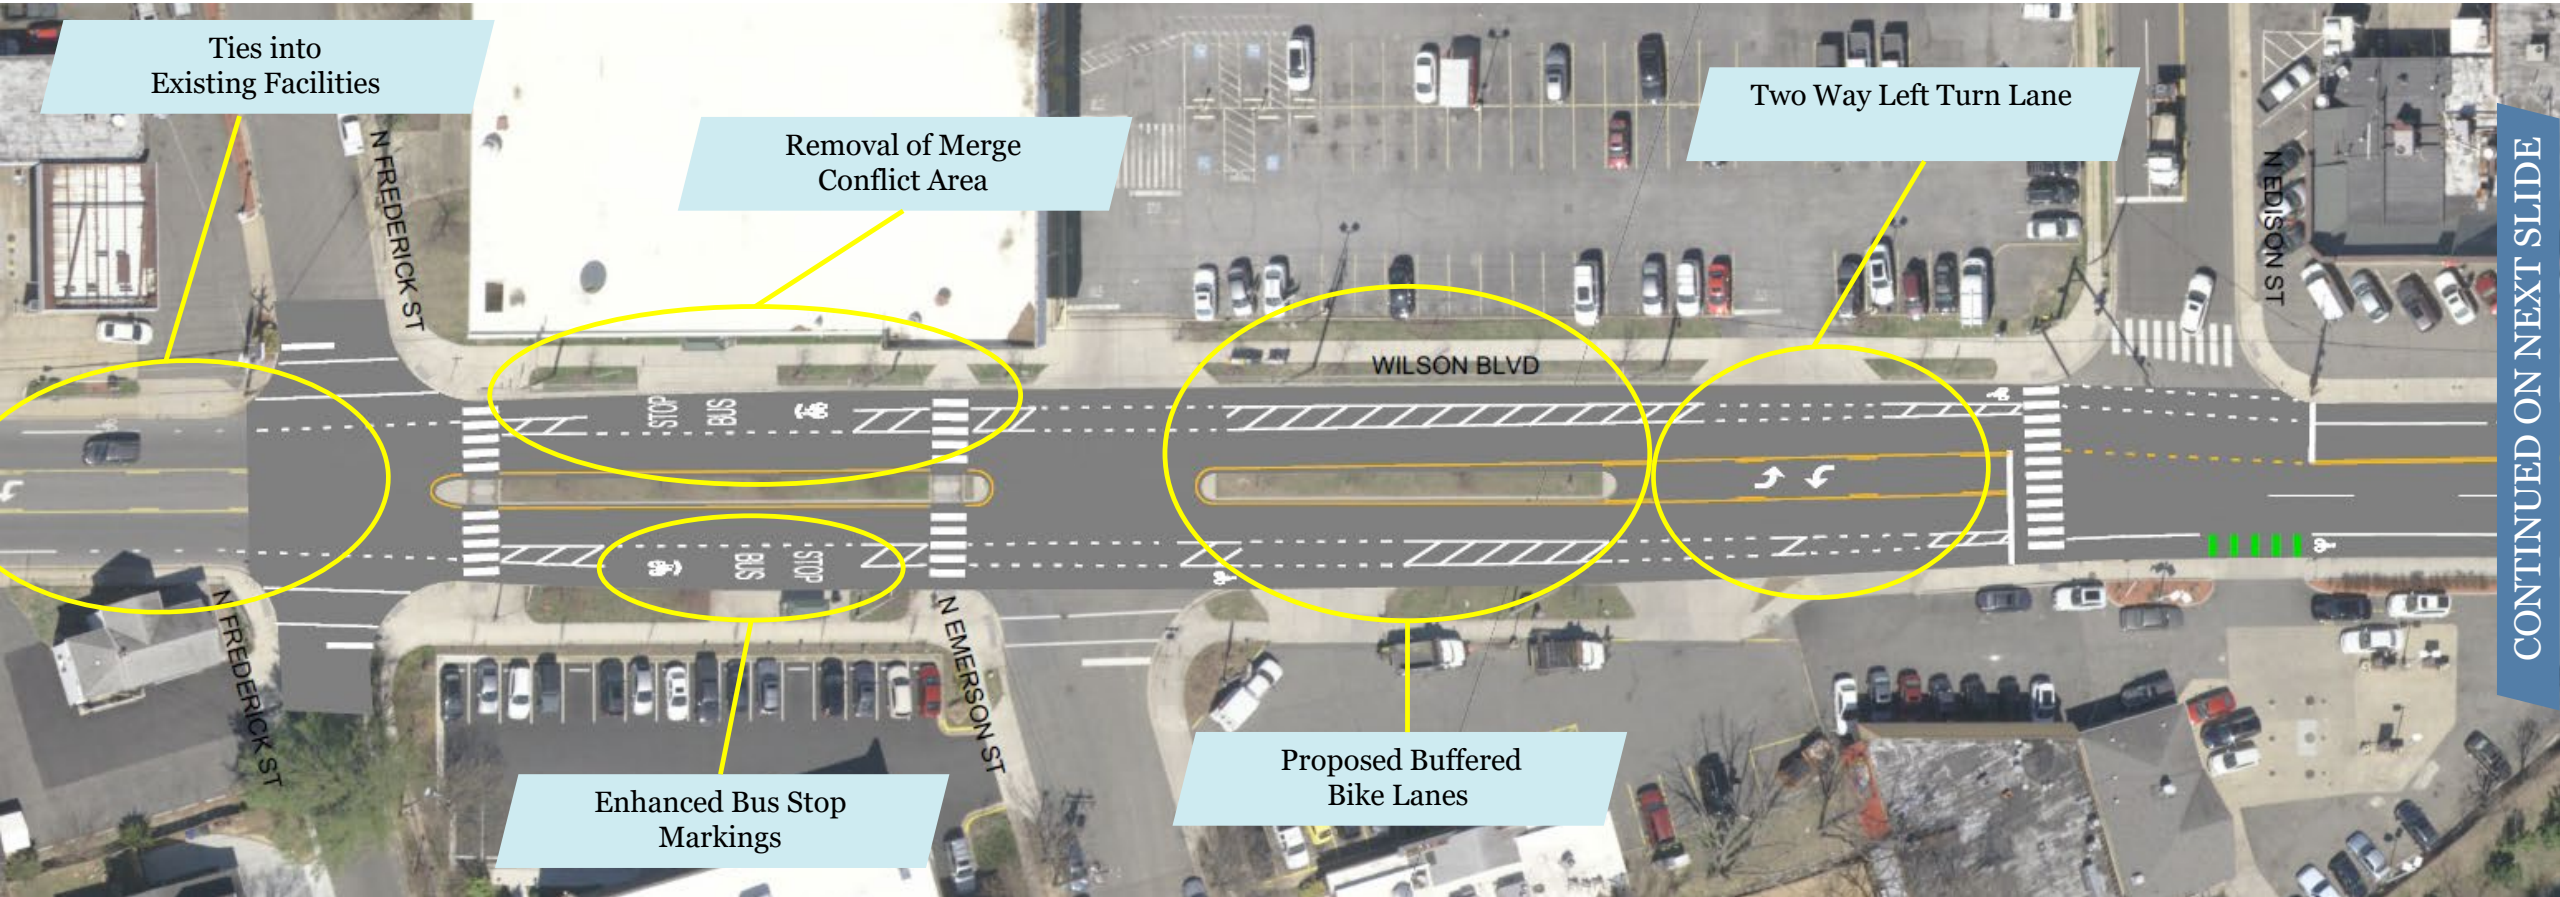 Ties into
Existing Facilities
Removal of Merge
Conflict Area
Two Way Left Turn Lane
N FREDERICK ST
N EDISON ST
WILSON BLVD
STOP
BUS
BUS
STOP
N FREDERICK ST
N EMERSON ST
Enhanced Bus Stop
Markings
Proposed Buffered
Bike Lanes
CONTINUED ON NEXT SLIDE